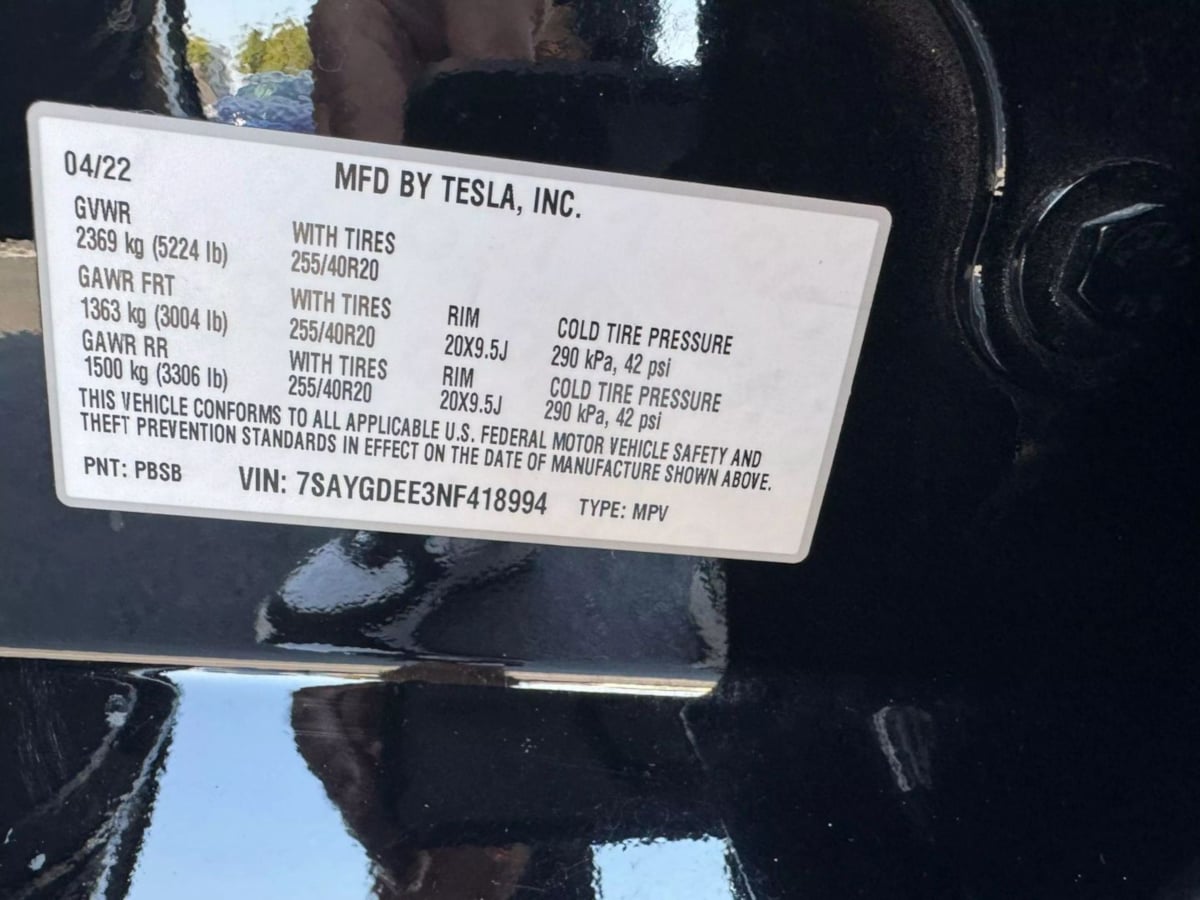 04/22 MFD BY TESLA, INC.
GVWR
2369 kg (5224 lb) WITH TIRES
255/40R20
GAWR FRT
1363 kg (3004 lb) WITH TIRES
255/40R20 RIM
20X9.5J COLD TIRE PRESSURE
290 kPa, 42 psi
GAWR RR
1500 kg (3306 lb) WITH TIRES
255/40R20 RIM
20X9.5J COLD TIRE PRESSURE
290 kPa, 42 psi
THIS VEHICLE CONFORMS TO ALL APPLICABLE U.S. FEDERAL MOTOR VEHICLE SAFETY AND
THEFT PREVENTION STANDARDS IN EFFECT ON THE DATE OF MANUFACTURE SHOWN ABOVE.
PNT: PBSB VIN: 7SAYGDEE3NF418994 TYPE: MPV